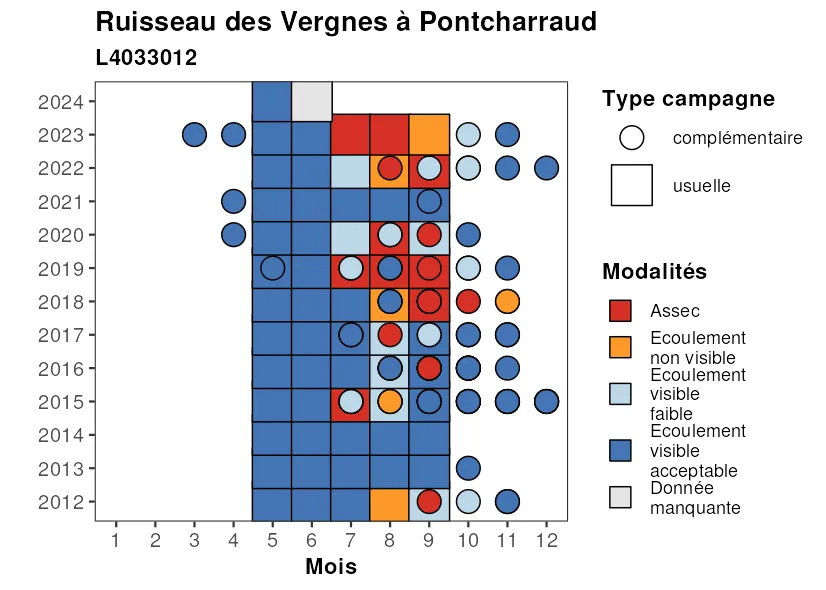 Ruisseau des Vergnes à Pontcharraud
L4033012
2024
2023
2022
2021
2020
2019
2018
2017
2016
2015
2014
2013
2012
1 2 3 4 5 6 7 8 9 10 11 12
Mois
Type campagne
complémentaire
usuelle
Modalités
Assec
Ecoulement
non visible
Ecoulement
visible
faible
Ecoulement
visible
acceptable
Donnée
manquante